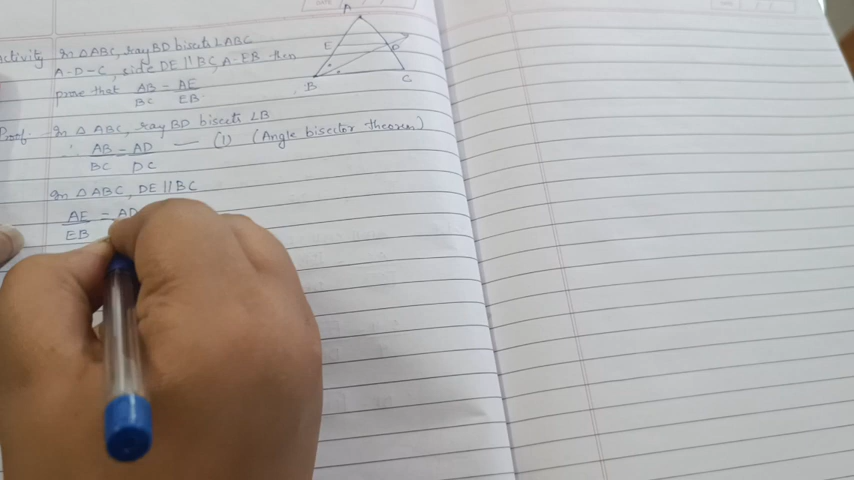 Activity In △ABC, ray BD bisects ∠ABC
A-D-C, side DE ∥ BC, A-E-B then
prove that AB/BC = AE/EB
A
E
D
B
C
Proof. In △ABC, ray BD bisects ∠B
∴ AB/BC = AD/DC — (1) (Angle bisector theorem)
In △ABC, DE // BC
AE/EB = AD
DATE